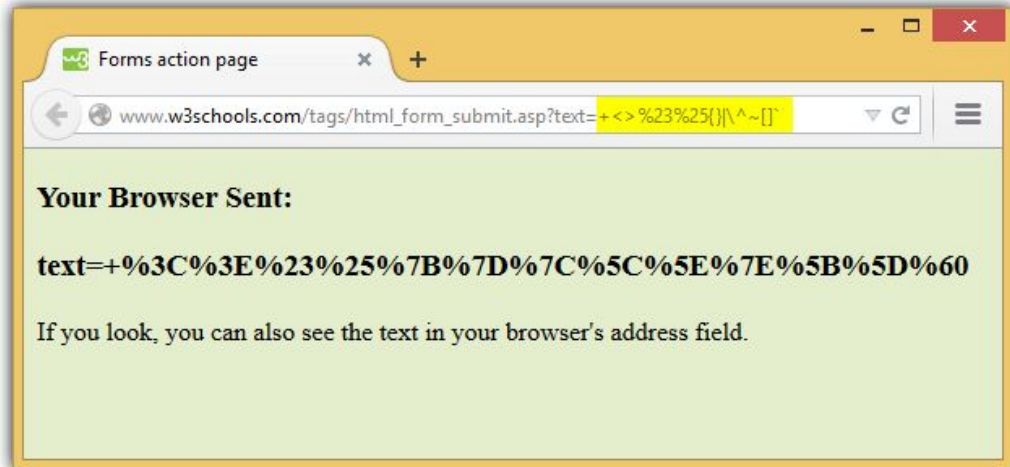 Forms action page
www.w3schools.com/tags/html_form_submit.asp?text=+<>%23%25{}|\^~[]`
Your Browser Sent:
text=+%3C%3E%23%25%7B%7D%7C%5C%5E%7E%5B%5D%60
If you look, you can also see the text in your browser's address field.